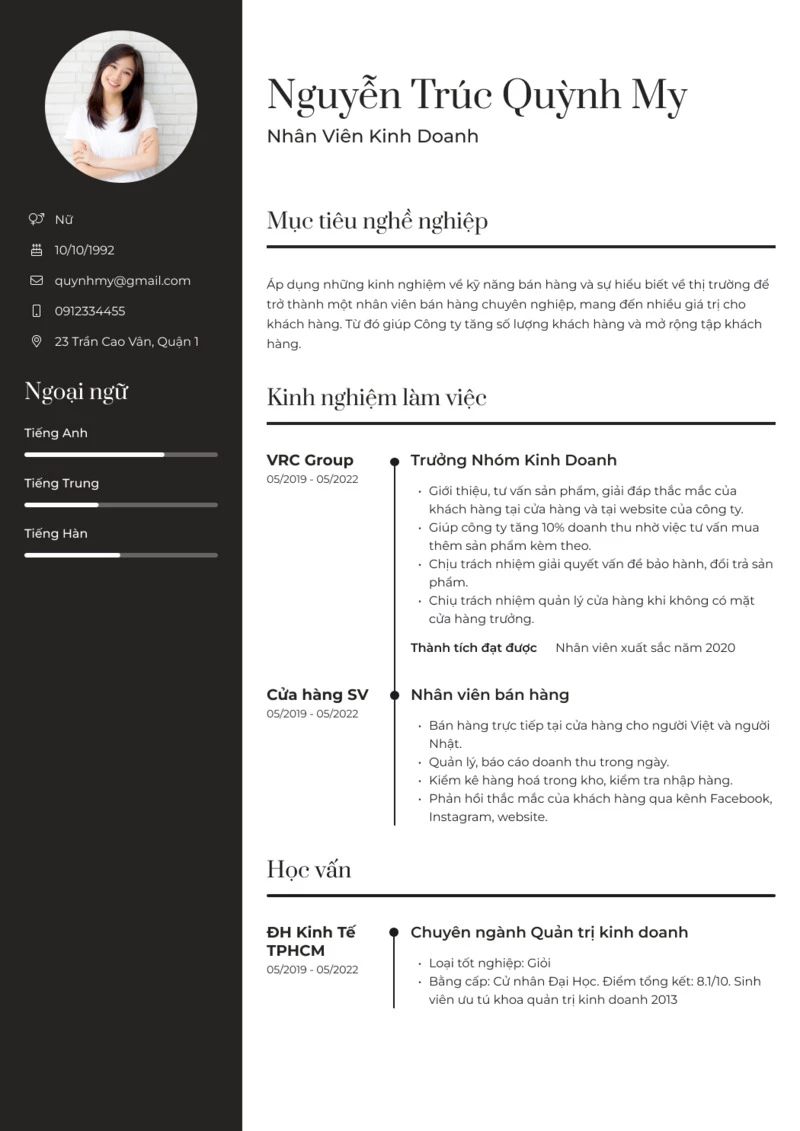 Nguyễn Trúc Quỳnh My
Nhân Viên Kinh Doanh
Nữ
10/10/1992
quynhmy@gmail.com
0912334455
23 Trần Cao Vân, Quận 1
Ngoại ngữ
Tiếng Anh
Tiếng Trung
Tiếng Hàn
Mục tiêu nghề nghiệp
Áp dụng những kinh nghiệm về kỹ năng bán hàng và sự hiểu biết về thị trường để
trở thành một nhân viên bán hàng chuyên nghiệp, mang đến nhiều giá trị cho
khách hàng. Từ đó giúp Công ty tăng số lượng khách hàng và mở rộng tập khách
hàng.
Kinh nghiệm làm việc
VRC Group
05/2019 - 05/2022
Trưởng Nhóm Kinh Doanh
• Giới thiệu, tư vấn sản phẩm, giải đáp thắc mắc của
khách hàng tại cửa hàng và tại website của công ty.
• Giúp công ty tăng 10% doanh thu nhờ việc tư vấn mua
thêm sản phẩm kèm theo.
• Chịu trách nhiệm giải quyết vấn đề bảo hành, đổi trả sản
phẩm.
• Chiụ trách nhiệm quản lý cửa hàng khi không có mặt
cửa hàng trưởng.
Thành tích đạt được Nhân viên xuất sắc năm 2020
Cửa hàng SV
05/2019 - 05/2022
Nhân viên bán hàng
• Bán hàng trực tiếp tại cửa hàng cho người Việt và người
Nhật.
• Quản lý, báo cáo doanh thu trong ngày.
• Kiểm kê hàng hoá trong kho, kiểm tra nhập hàng.
• Phản hồi thắc mắc của khách hàng qua kênh Facebook,
Instagram, website.
Học vấn
ĐH Kinh Tế
TPHCM
05/2019 - 05/2022
Chuyên ngành Quản trị kinh doanh
• Loại tốt nghiệp: Giỏi
• Bằng cấp: Cử nhân Đại Học. Điểm tổng kết: 8.1/10. Sinh
viên ưu tú khoa quản trị kinh doanh 2013